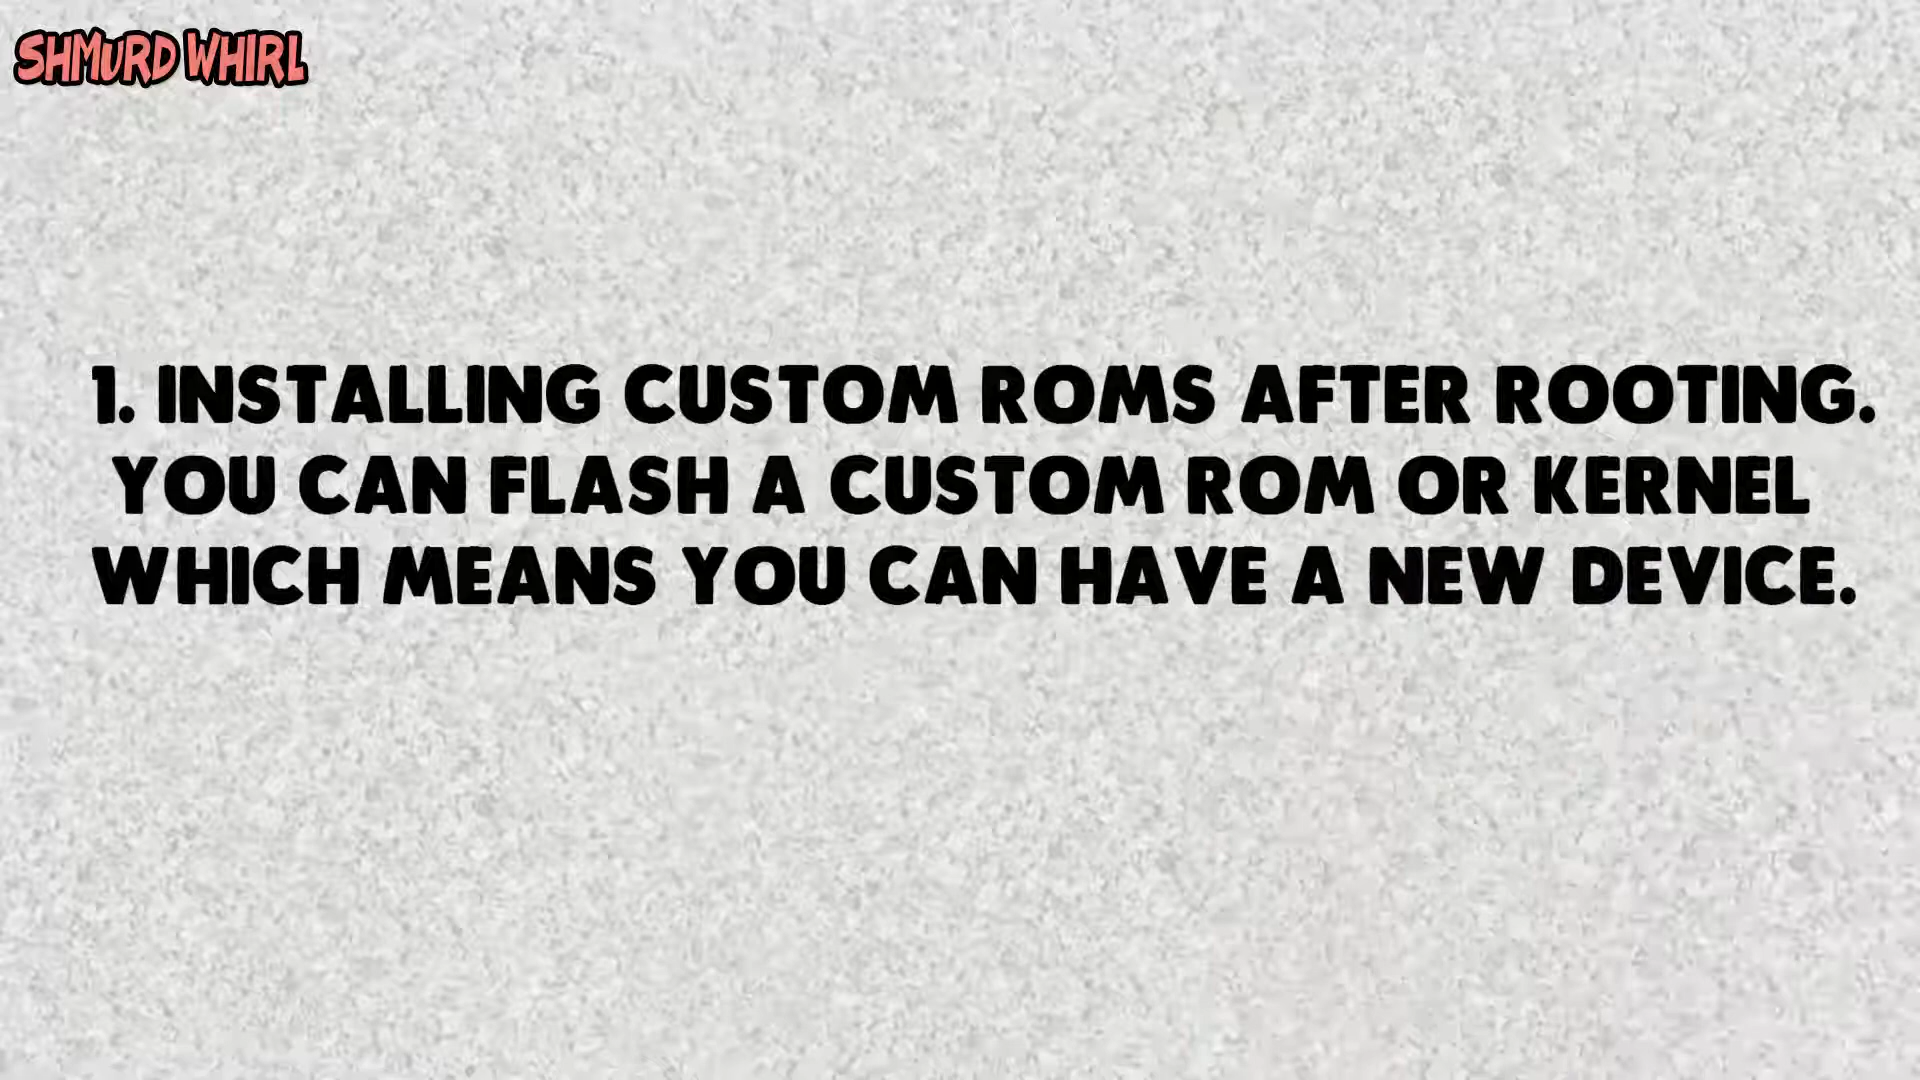 SHMURD WHIRL
1. INSTALLING CUSTOM ROMS AFTER ROOTING.
YOU CAN FLASH A CUSTOM ROM OR KERNEL
WHICH MEANS YOU CAN HAVE A NEW DEVICE.